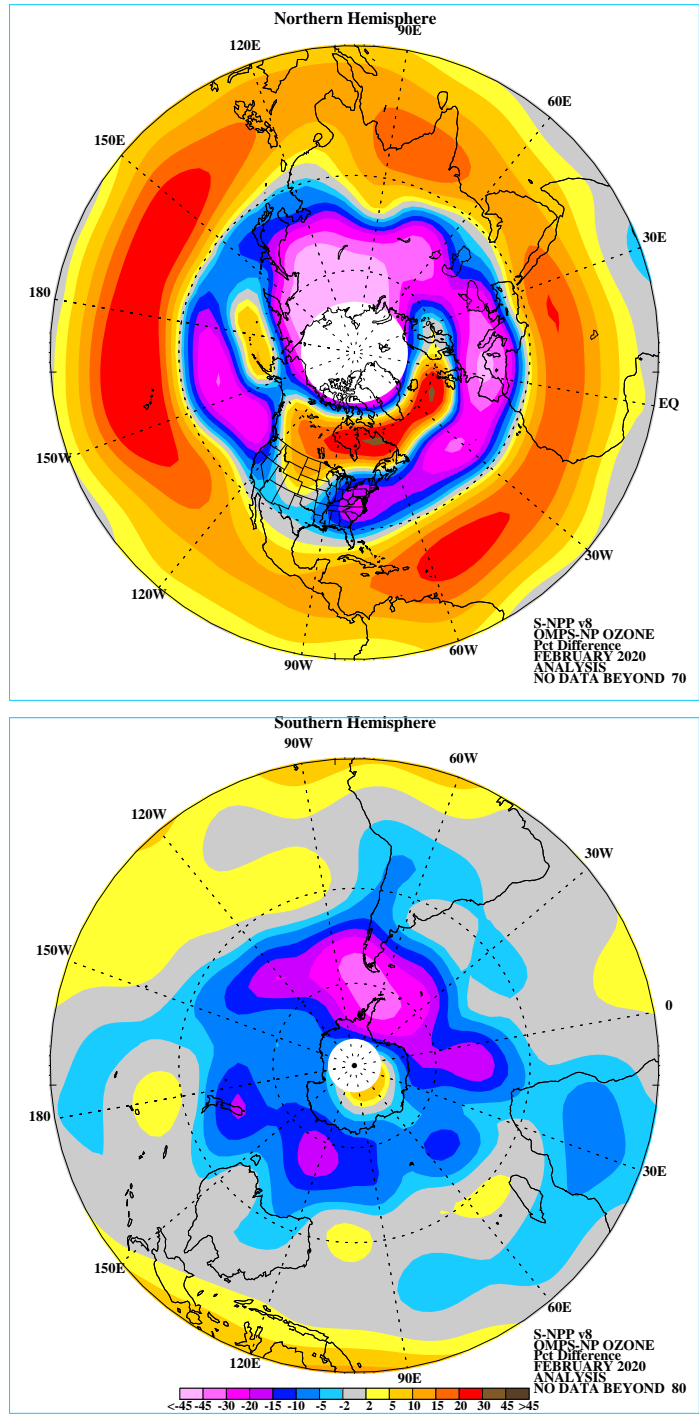 Northern Hemisphere
90E
120E
60E
150E
30E
180
EQ
150W
30W
120W
60W
90W
S-NPP v8
OMPS-NP OZONE
Pct Difference
FEBRUARY 2020
ANALYSIS
NO DATA BEYOND 70
Southern Hemisphere
90W
60W
120W
30W
150W
0
180
30E
150E
60E
120E
90E
S-NPP v8
OMPS-NP OZONE
Pct Difference
FEBRUARY 2020
ANALYSIS
NO DATA BEYOND 80
<-45 -45 -30 -20 -15 -10 -5 -2 2 5 10 15 20 30 45 >45